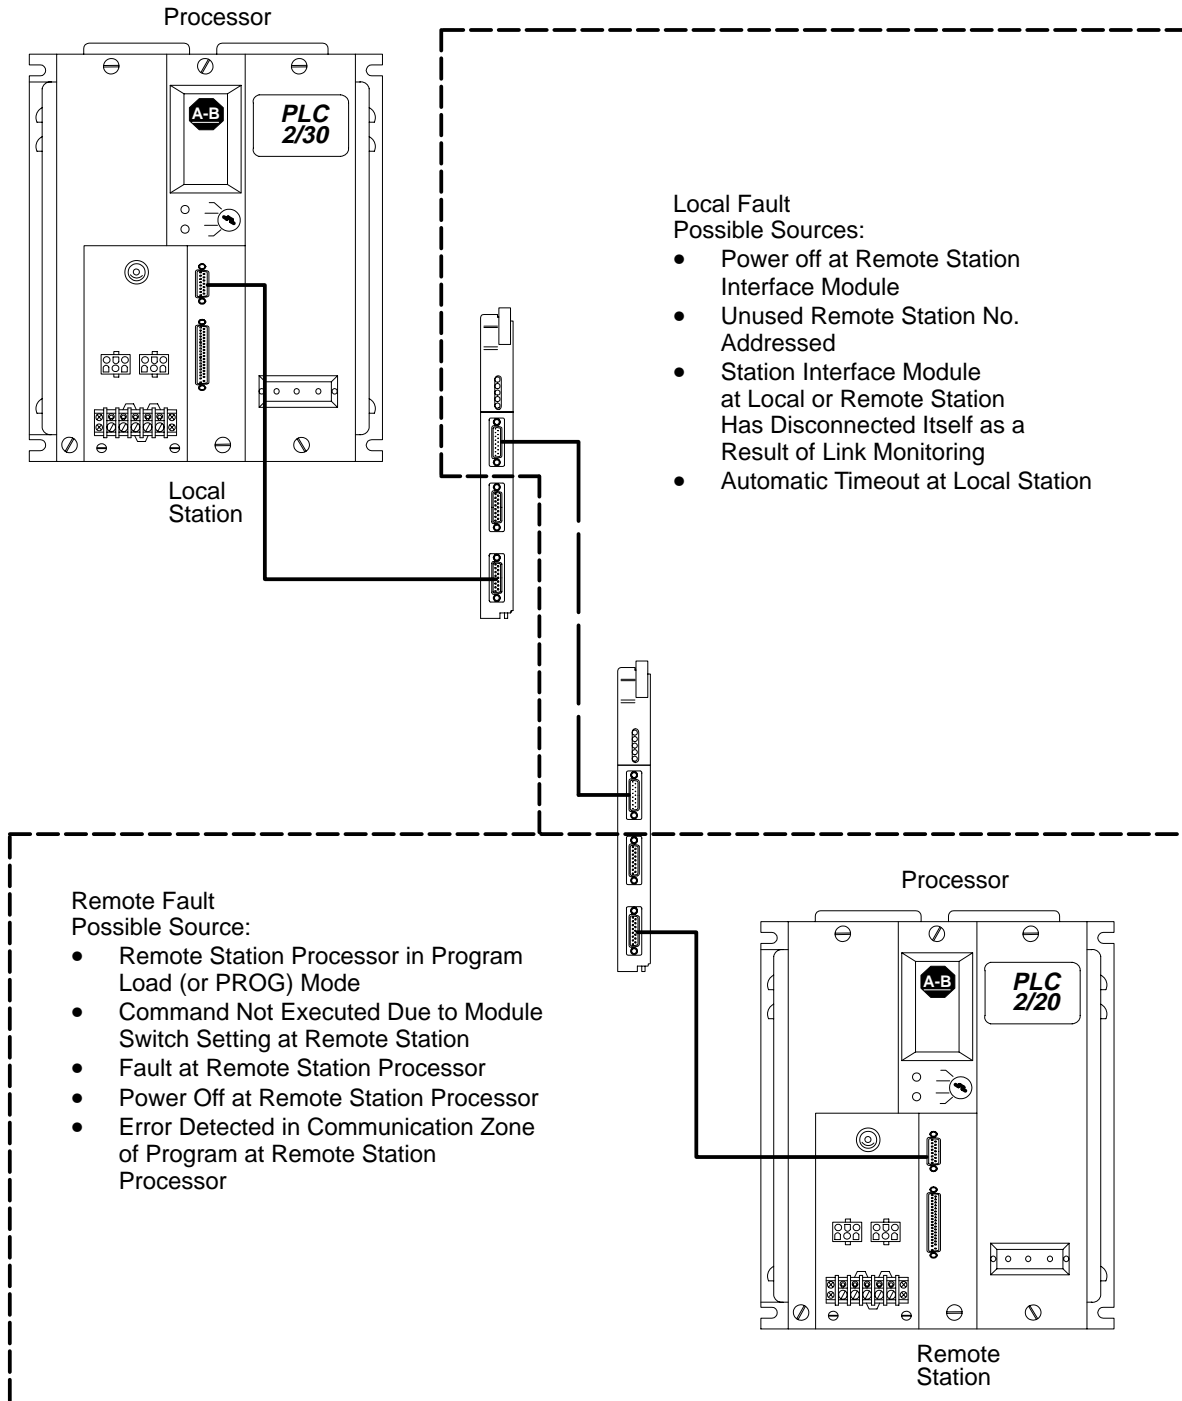 Processor
A-B
PLC
2/30
Local Fault
Possible Sources:
• Power off at Remote Station
Interface Module
• Unused Remote Station No.
Addressed
• Station Interface Module
at Local or Remote Station
Has Disconnected Itself as a
Result of Link Monitoring
• Automatic Timeout at Local Station
Local
Station
Remote Fault
Possible Source:
• Remote Station Processor in Program
Load (or PROG) Mode
• Command Not Executed Due to Module
Switch Setting at Remote Station
• Fault at Remote Station Processor
• Power Off at Remote Station Processor
• Error Detected in Communication Zone
of Program at Remote Station
Processor
Processor
A-B
PLC
2/20
Remote
Station